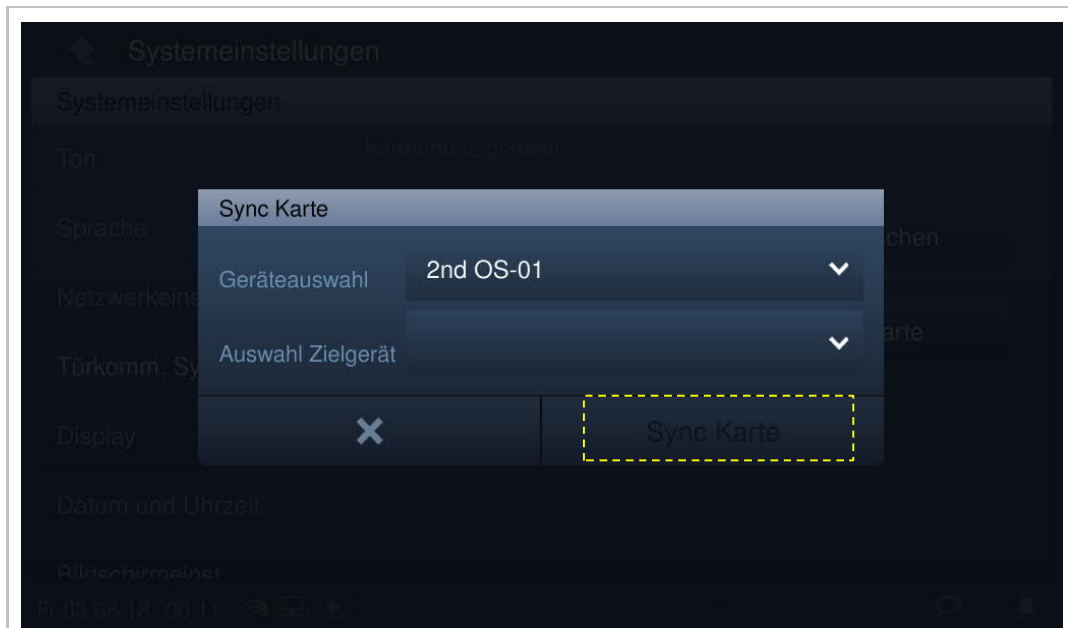 Systemeinstellungen
Systemeinstellungen
Ton
Kartenmanagement
Sync Karte
Sprache
chen
Geräteauswahl
2nd OS-01
Netzwerkeins
arte
Auswahl Zielgerät
Türkomm. Sy
Display
Sync Karte
Datum und Uhrzeit
Bildschirmeinst
Fr 03/08/18 00:11